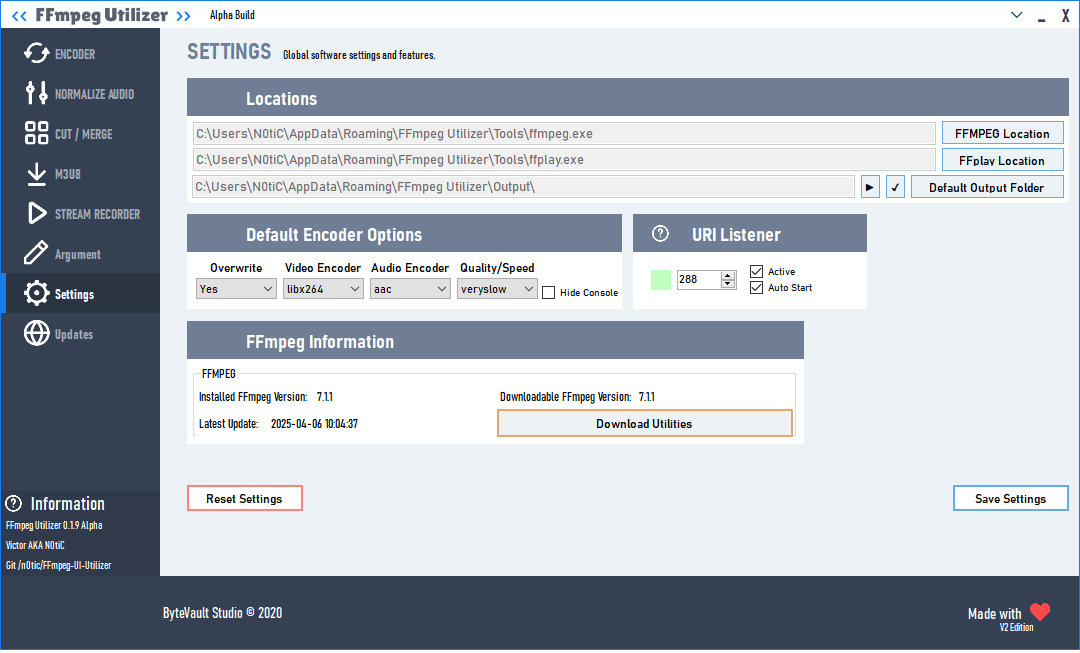 << FFmpeg Utilizer >> Alpha Build
ENCODER
NORMALIZE AUDIO
CUT / MERGE
M3U8
STREAM RECORDER
Argument
Settings
Updates
Information
FFmpeg Utilizer 0.1.9 Alpha
Victor AKA N0tiC
Git /n0tic/FFmpeg-UI-Utilizer
SETTINGS Global software settings and features.
Locations
C:\Users\N0tiC\AppData\Roaming\FFmpeg Utilizer\Tools\ffmpeg.exe FFMPEG Location
C:\Users\N0tiC\AppData\Roaming\FFmpeg Utilizer\Tools\ffplay.exe FFplay Location
C:\Users\N0tiC\AppData\Roaming\FFmpeg Utilizer\Output\ Default Output Folder
Default Encoder Options
Overwrite Video Encoder Audio Encoder Quality/Speed
Yes libx264 aac veryslow Hide Console
URI Listener
288 Active
Auto Start
FFmpeg Information
FFMPEG
Installed FFmpeg Version: 7.1.1 Downloadable FFmpeg Version: 7.1.1
Latest Update: 2025-04-06 10:04:37 Download Utilities
Reset Settings Save Settings
ByteVault Studio © 2020
Made with
V2 Edition